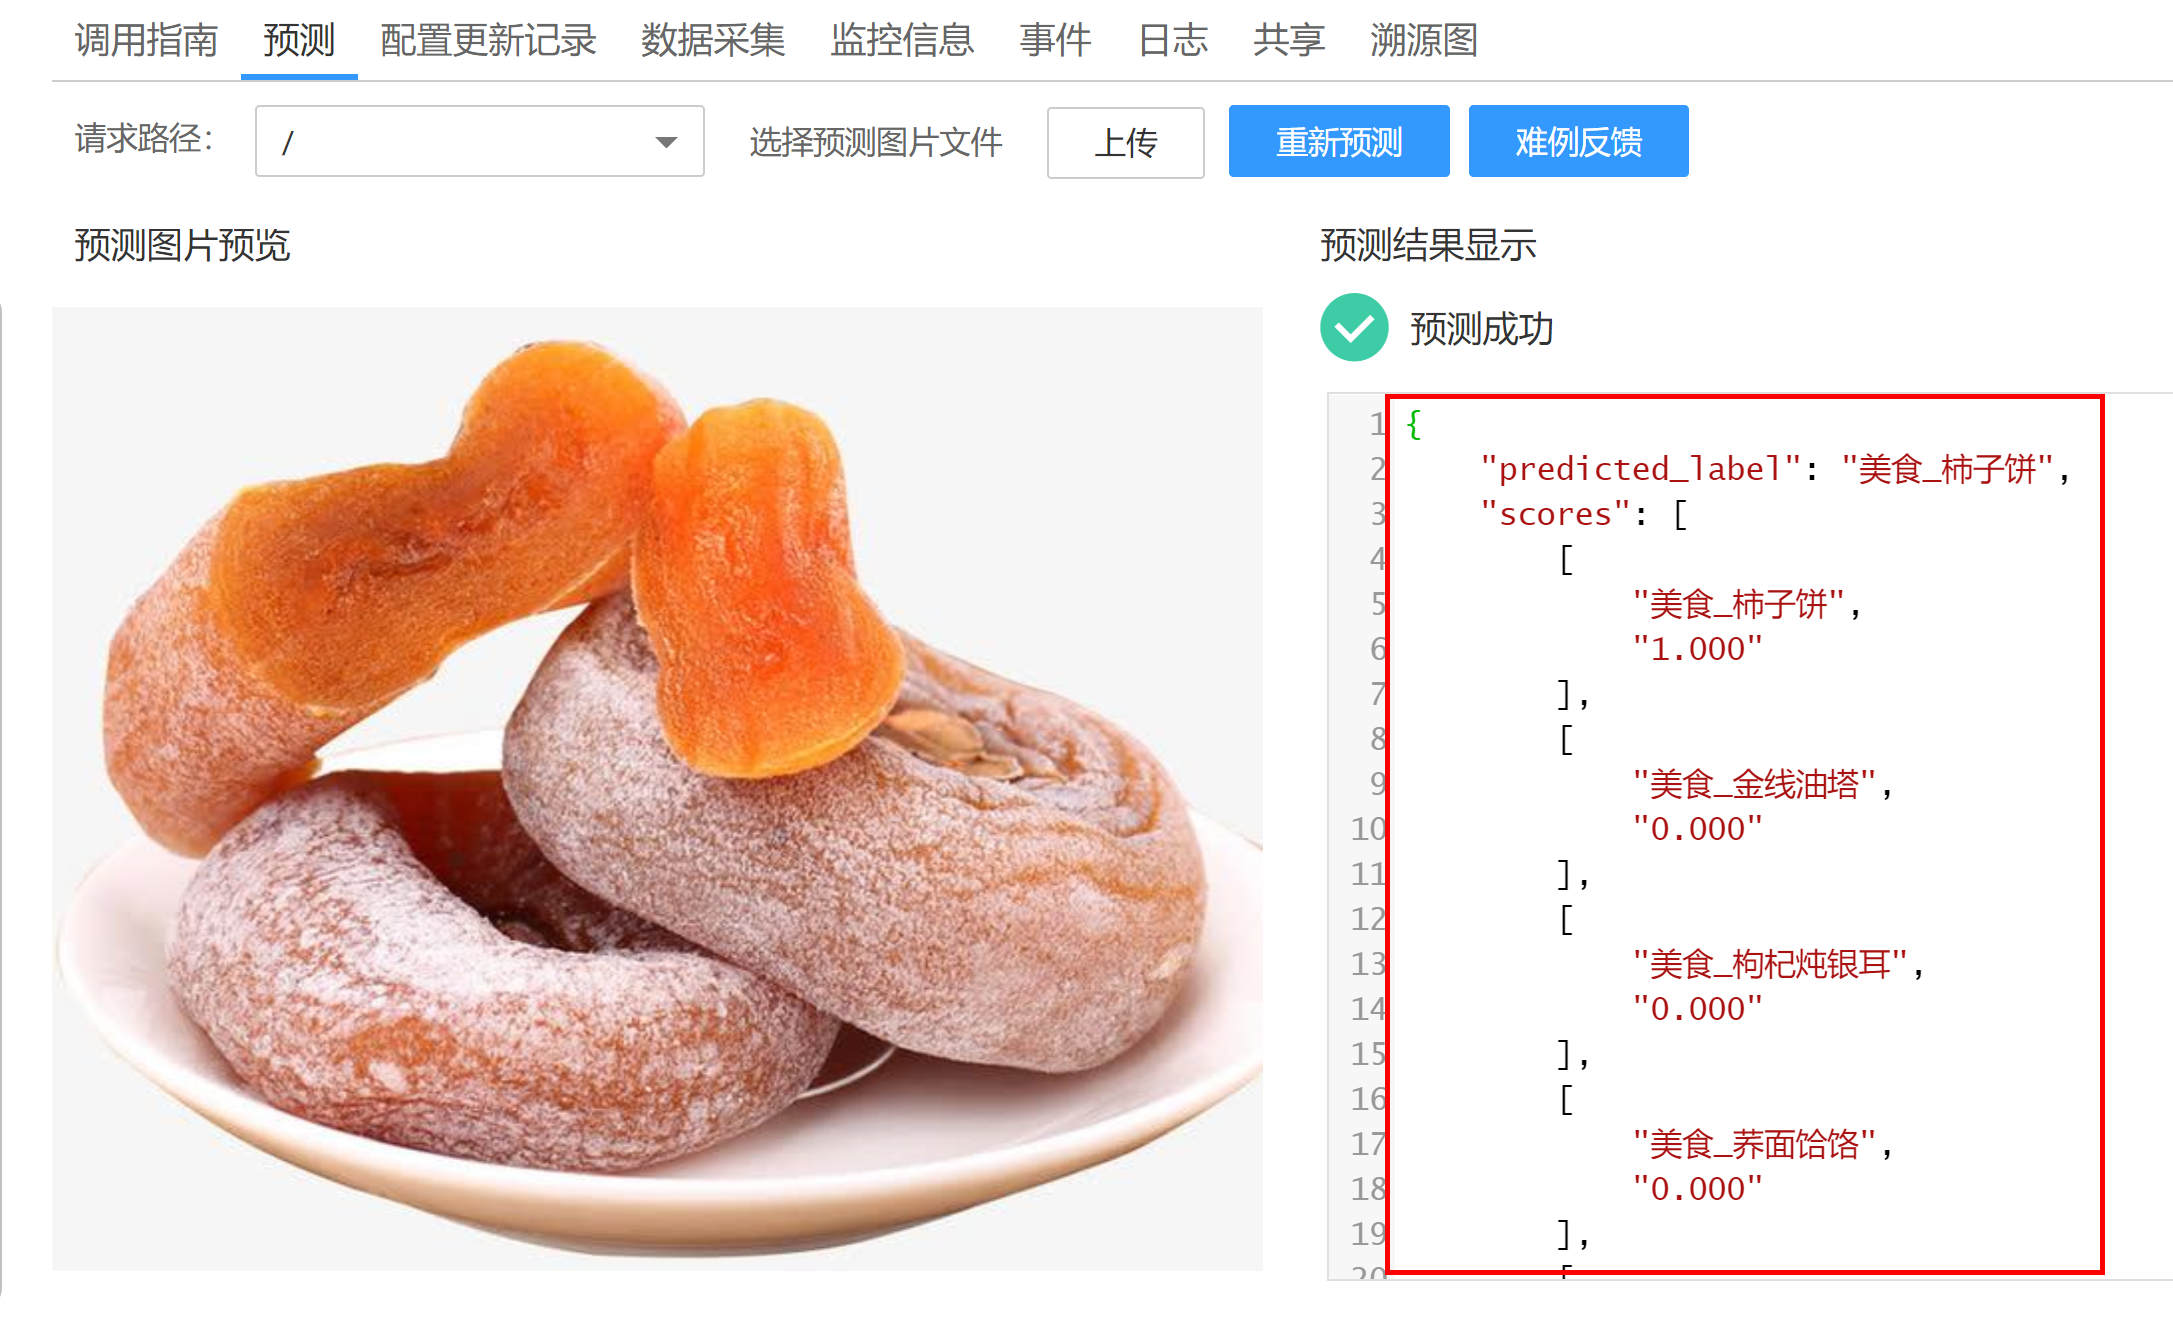 调用指南 预测 配置更新记录 数据采集 监控信息 事件 日志 共享 溯源图
请求路径： / 选择预测图片文件 上传 重新预测 难例反馈
预测图片预览
预测结果显示
预测成功
1 {
2 "predicted_label": "美食_柿子饼",
3 "scores": [
4 [
5 "美食_柿子饼",
6 "1.000"
7 ],
8 [
9 "美食_金线油塔",
10 "0.000"
11 ],
12 [
13 "美食_枸杞炖银耳",
14 "0.000"
15 ],
16 [
17 "美食_荞面饸饹",
18 "0.000"
19 ],
20 [